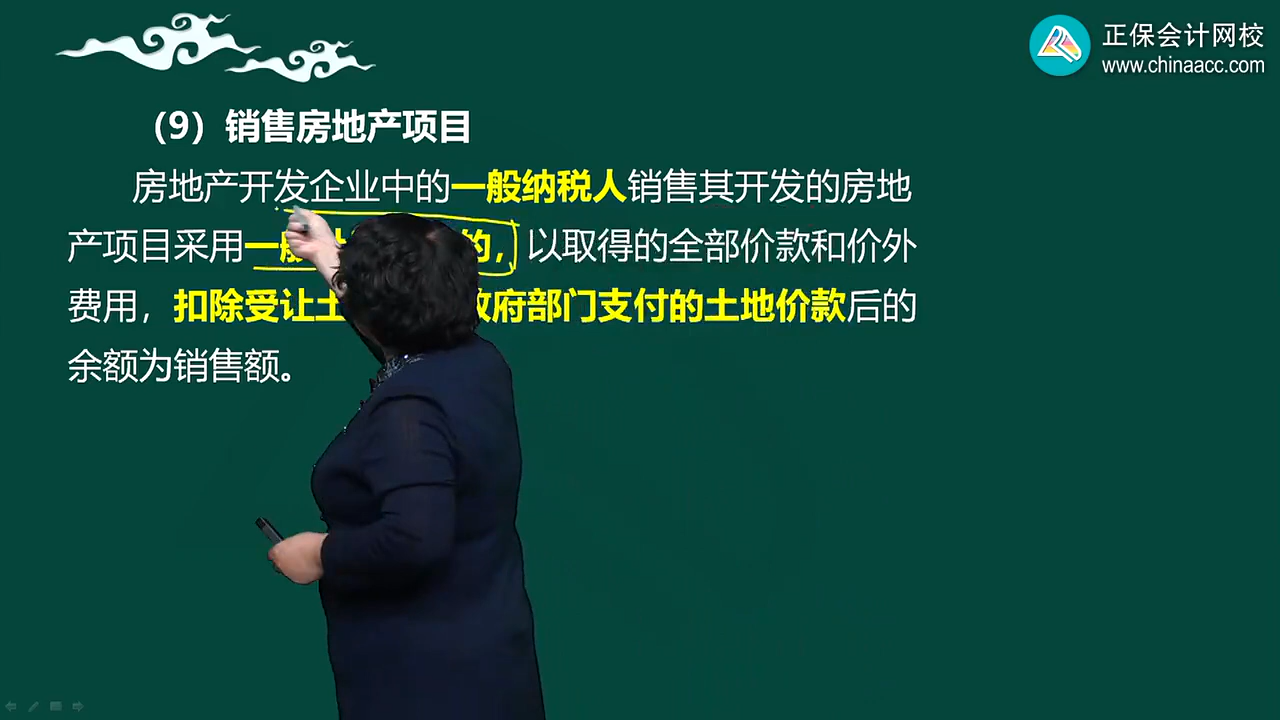 正保会计网校
www.chinaacc.com
（9）销售房地产项目
房地产开发企业中的一般纳税人销售其开发的房地
产项目采用一般的，以取得的全部价款和价外
费用，扣除受让土政府部门支付的土地价款后的
余额为销售额。